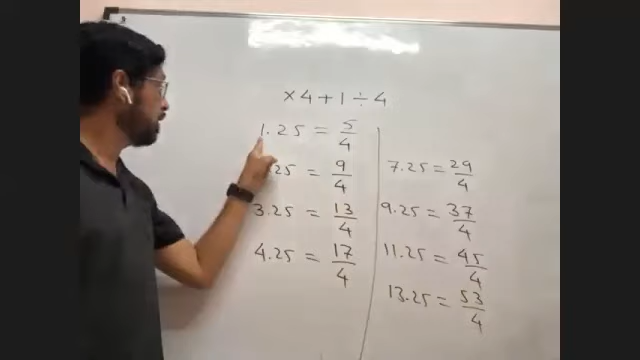 ×4+1÷4
1.25 = 5/4
.25 = 9/4
3.25 = 13/4
4.25 = 17/4
7.25 = 29/4
9.25 = 37/4
11.25 = 45/4
13.25 = 53/4